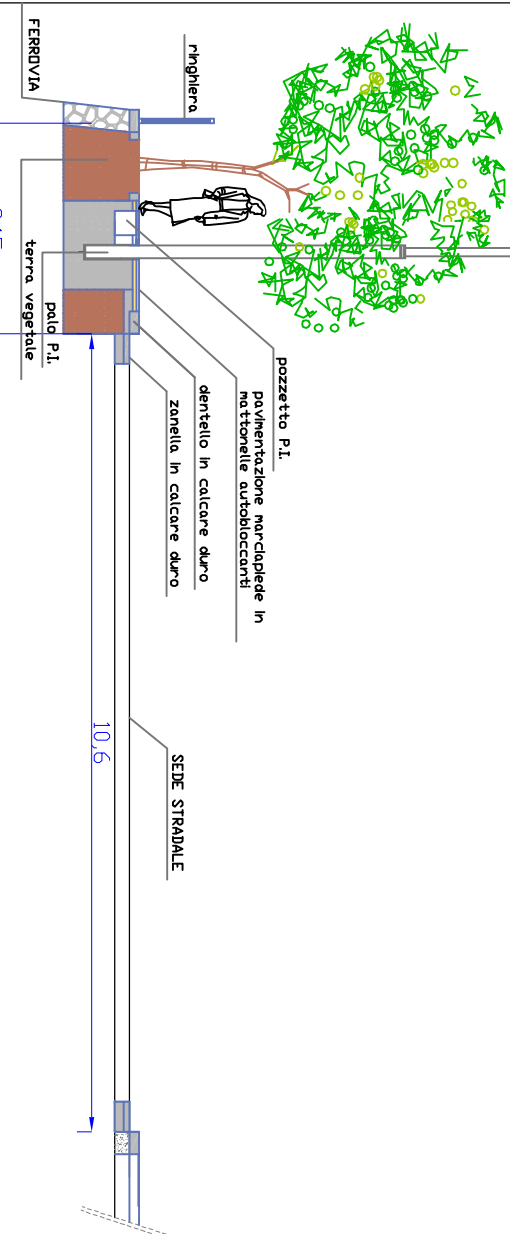 FERROVIA
ringhiera
terra vegetale
palo P.I.
pozzetto P.I.
pavimentazione marciapiede in
mattonelle autobloccanti
dentello in calcare duro
zanella in calcare duro
SEDE STRADALE
10,6